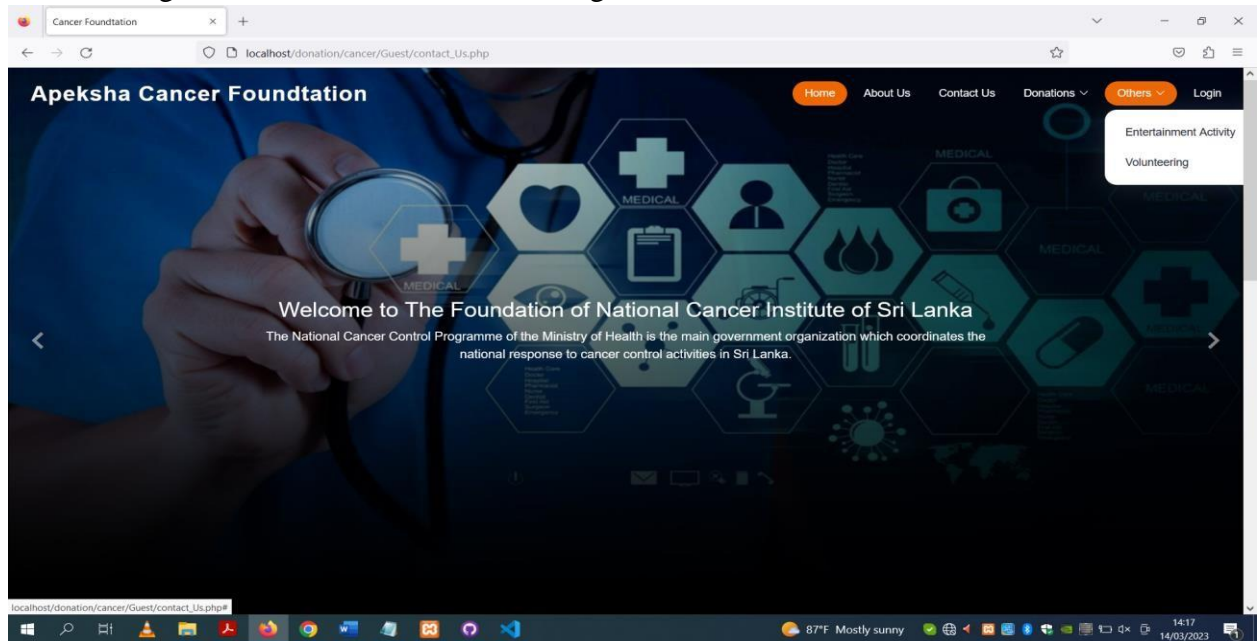 Cancer Foundtation
localhost/donation/cancer/Guest/contact_Us.php
Apeksha Cancer Foundtation
Home About Us Contact Us Donations Others Login
Entertainment Activity
Volunteering
MEDICAL
MEDICAL
MEDICAL
MEDICAL
MEDICAL
MEDICAL
MEDICAL
Welcome to The Foundation of National Cancer Institute of Sri Lanka
The National Cancer Control Programme of the Ministry of Health is the main government organization which coordinates the
national response to cancer control activities in Sri Lanka.
localhost/donation/cancer/Guest/contact_Us.php#
87°F Mostly sunny
14:17
14/03/2023